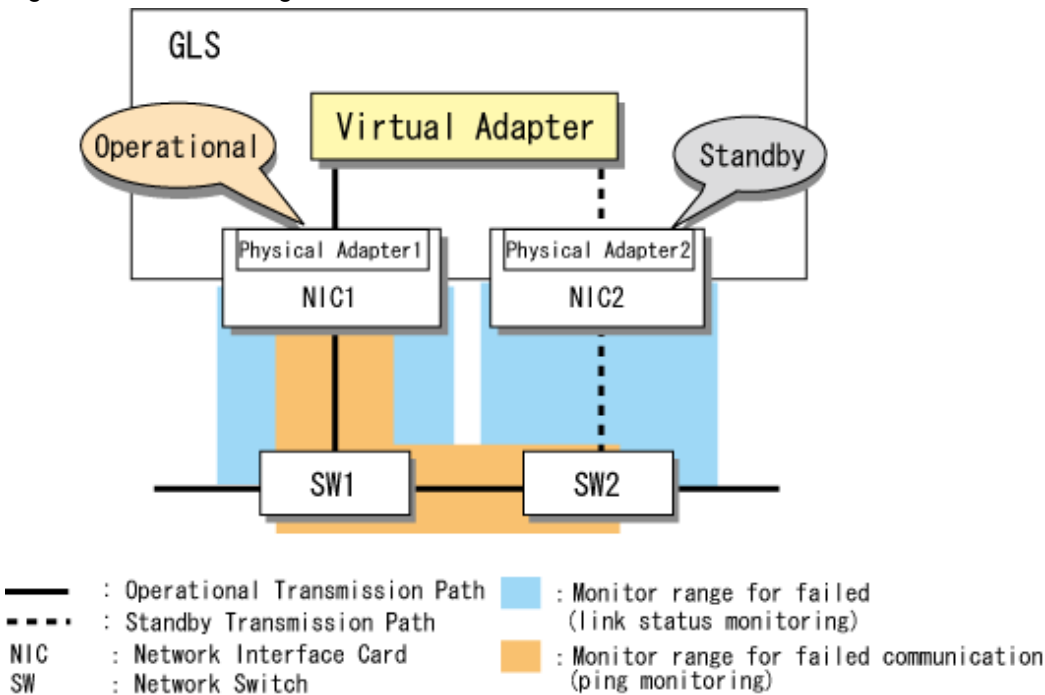 GLS
Virtual Adapter
Operational
Standby
Physical Adapter1
Physical Adapter2
NIC1
NIC2
SW1
SW2
: Operational Transmission Path
: Standby Transmission Path
NIC : Network Interface Card
SW : Network Switch
: Monitor range for failed
(link status monitoring)
: Monitor range for failed communication
(ping monitoring)